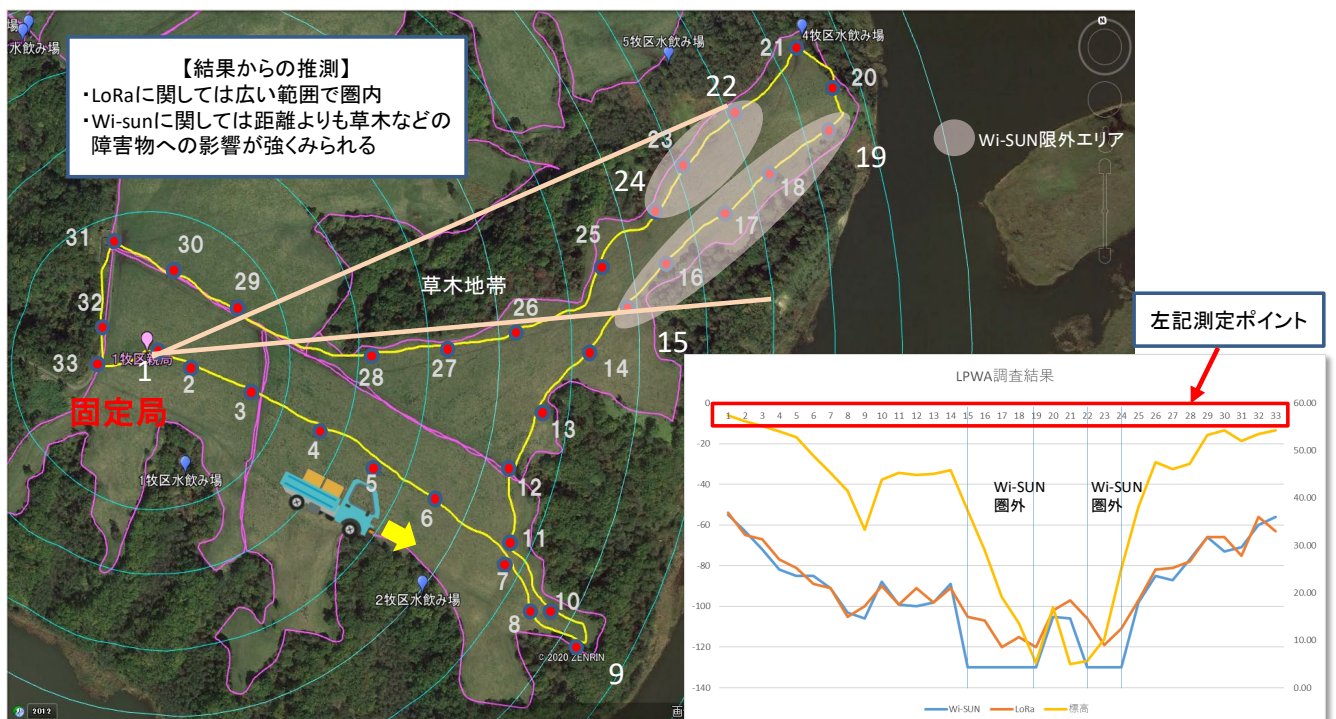 【結果からの推測】
・LoRaに関しては広い範囲で圏内
・Wi-sunに関しては距離よりも草木などの
障害物への影響が強くみられる
水飲み場
5牧区水飲み場
4牧区水飲み場
N
21
20
22
23
19
Wi-SUN限外エリア
24
18
17
31
30
25
16
29
草木地帯
32
26
15
左記測定ポイント
33
1牧区親局
1
2
28
27
14
固定局
3
13
4
5
12
1牧区水飲み場
6
11
7
2牧区水飲み場
10
8
© 2020 ZENRIN
9
2012
画
LPWA調査結果
0
1 2 3 4 5 6 7 8 9 10 11 12 13 14 15 16 17 18 19 20 21 22 23 24 25 26 27 28 29 30 31 32 33
60.00
-20
50.00
-40
40.00
Wi-SUN
圏外
Wi-SUN
圏外
-60
-80
30.00
-100
20.00
-120
10.00
-140
0.00
Wi-SUN
LoRa
標高